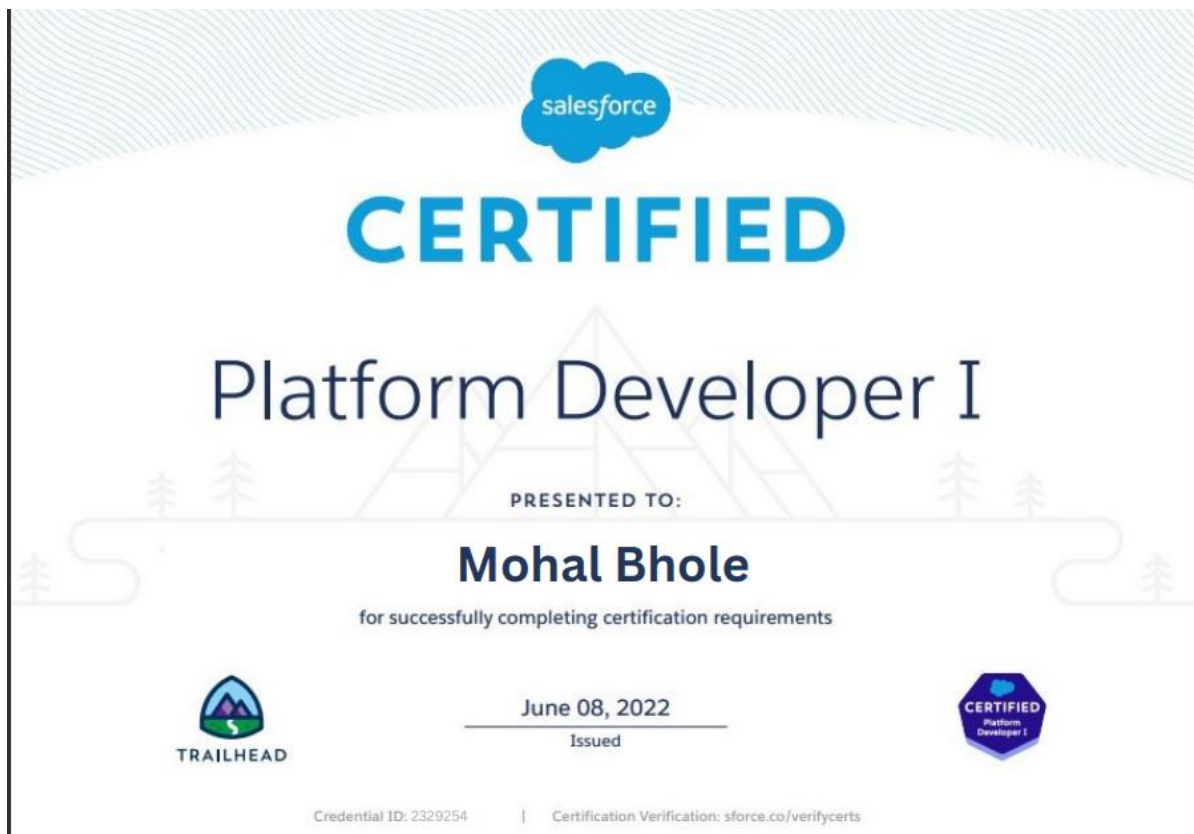 salesforce
CERTIFIED
Platform Developer I
PRESENTED TO:
Mohal Bhole
for successfully completing certification requirements
June 08, 2022
Issued
TRAILHEAD
CERTIFIED
Platform
Developer I
Credential ID: 2329254 | Certification Verification: sforce.co/verifycerts